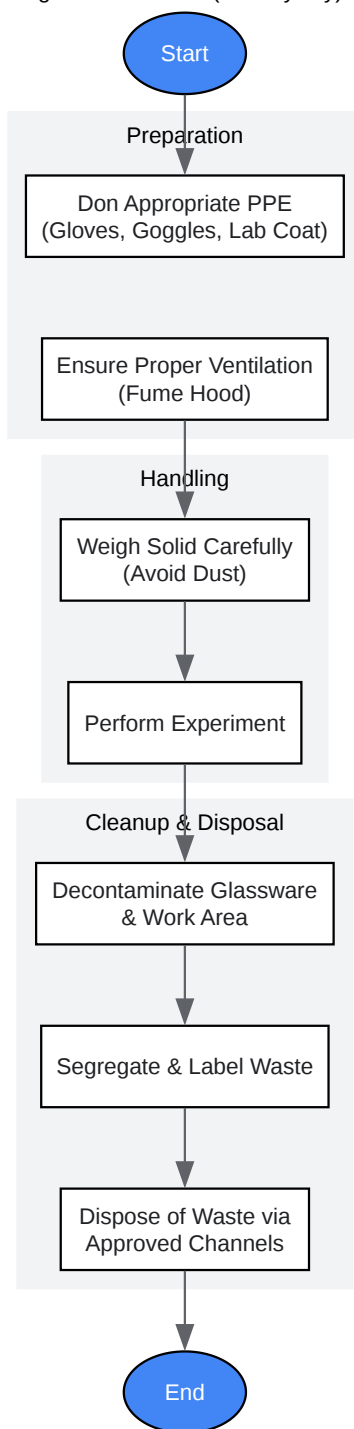 Start
Preparation
Don Appropriate PPE
(Gloves, Goggles, Lab Coat)
Ensure Proper Ventilation
(Fume Hood)
Handling
Weigh Solid Carefully
(Avoid Dust)
Perform Experiment
Cleanup & Disposal
Decontaminate Glassware
& Work Area
Segregate & Label Waste
Dispose of Waste via
Approved Channels
End